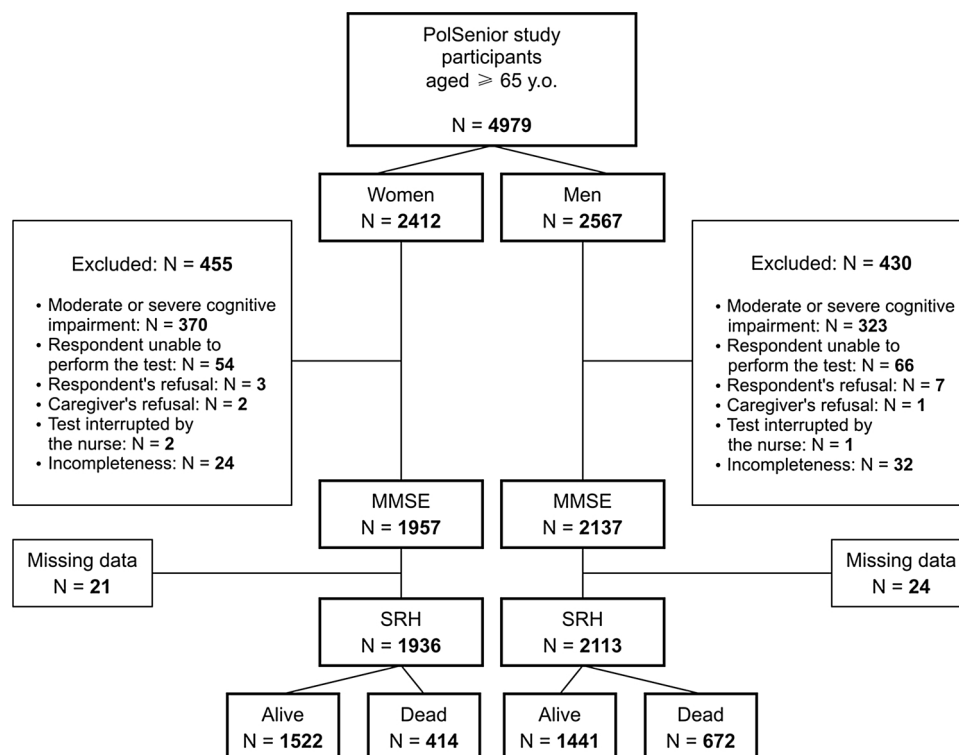 PolSenior study
participants
aged ⩾ 65 y.o.
N = 4979
Women
N = 2412
Men
N = 2567
Excluded: N = 455
• Moderate or severe cognitive
impairment: N = 370
• Respondent unable to
perform the test: N = 54
• Respondent's refusal: N = 3
• Caregiver's refusal: N = 2
• Test interrupted by
the nurse: N = 2
• Incompleteness: N = 24
Excluded: N = 430
• Moderate or severe cognitive
impairment: N = 323
• Respondent unable to
perform the test: N = 66
• Respondent's refusal: N = 7
• Caregiver's refusal: N = 1
• Test interrupted by
the nurse: N = 1
• Incompleteness: N = 32
MMSE
N = 1957
MMSE
N = 2137
Missing data
N = 21
Missing data
N = 24
SRH
N = 1936
SRH
N = 2113
Alive
N = 1522
Dead
N = 414
Alive
N = 1441
Dead
N = 672